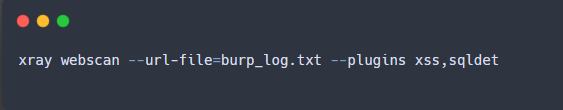 xray webscan --url-file=burp_log.txt --plugins xss,sqldet